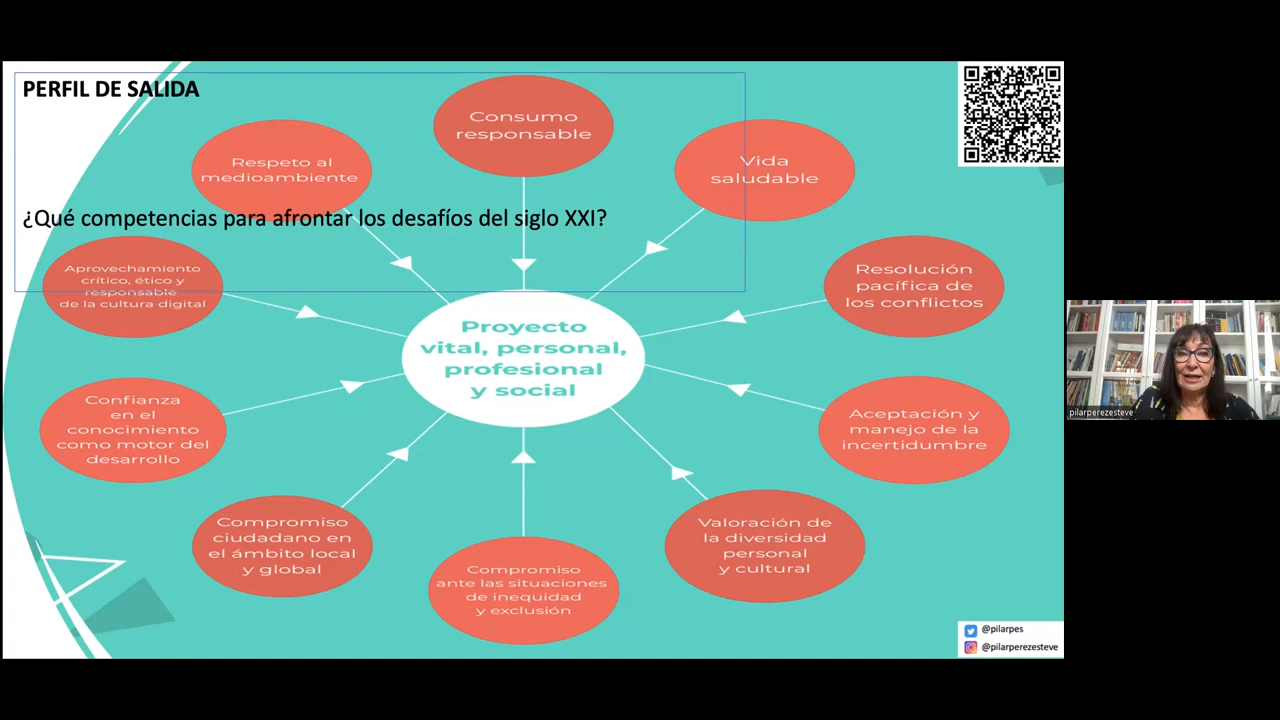 PERFIL DE SALIDA
Consumo
responsable
Respeto al
medioambiente
Vida
saludable
¿Qué competencias para afrontar los desafíos del siglo XXI?
Aprovechamiento
crítico, ético y
responsable
de la cultura digital
Resolución
pacífica de
los conflictos
Proyecto
vital, personal,
profesional
y social
Confianza
en el
conocimiento
como motor del
desarrollo
Aceptación y
manejo de la
incertidumbre
Compromiso
ciudadano en
el ámbito local
y global
Compromiso
ante las situaciones
de inequidad
y exclusión
Valoración de
la diversidad
personal
y cultural
@pilarpes
@pilarperezesteve
pilarperezesteve